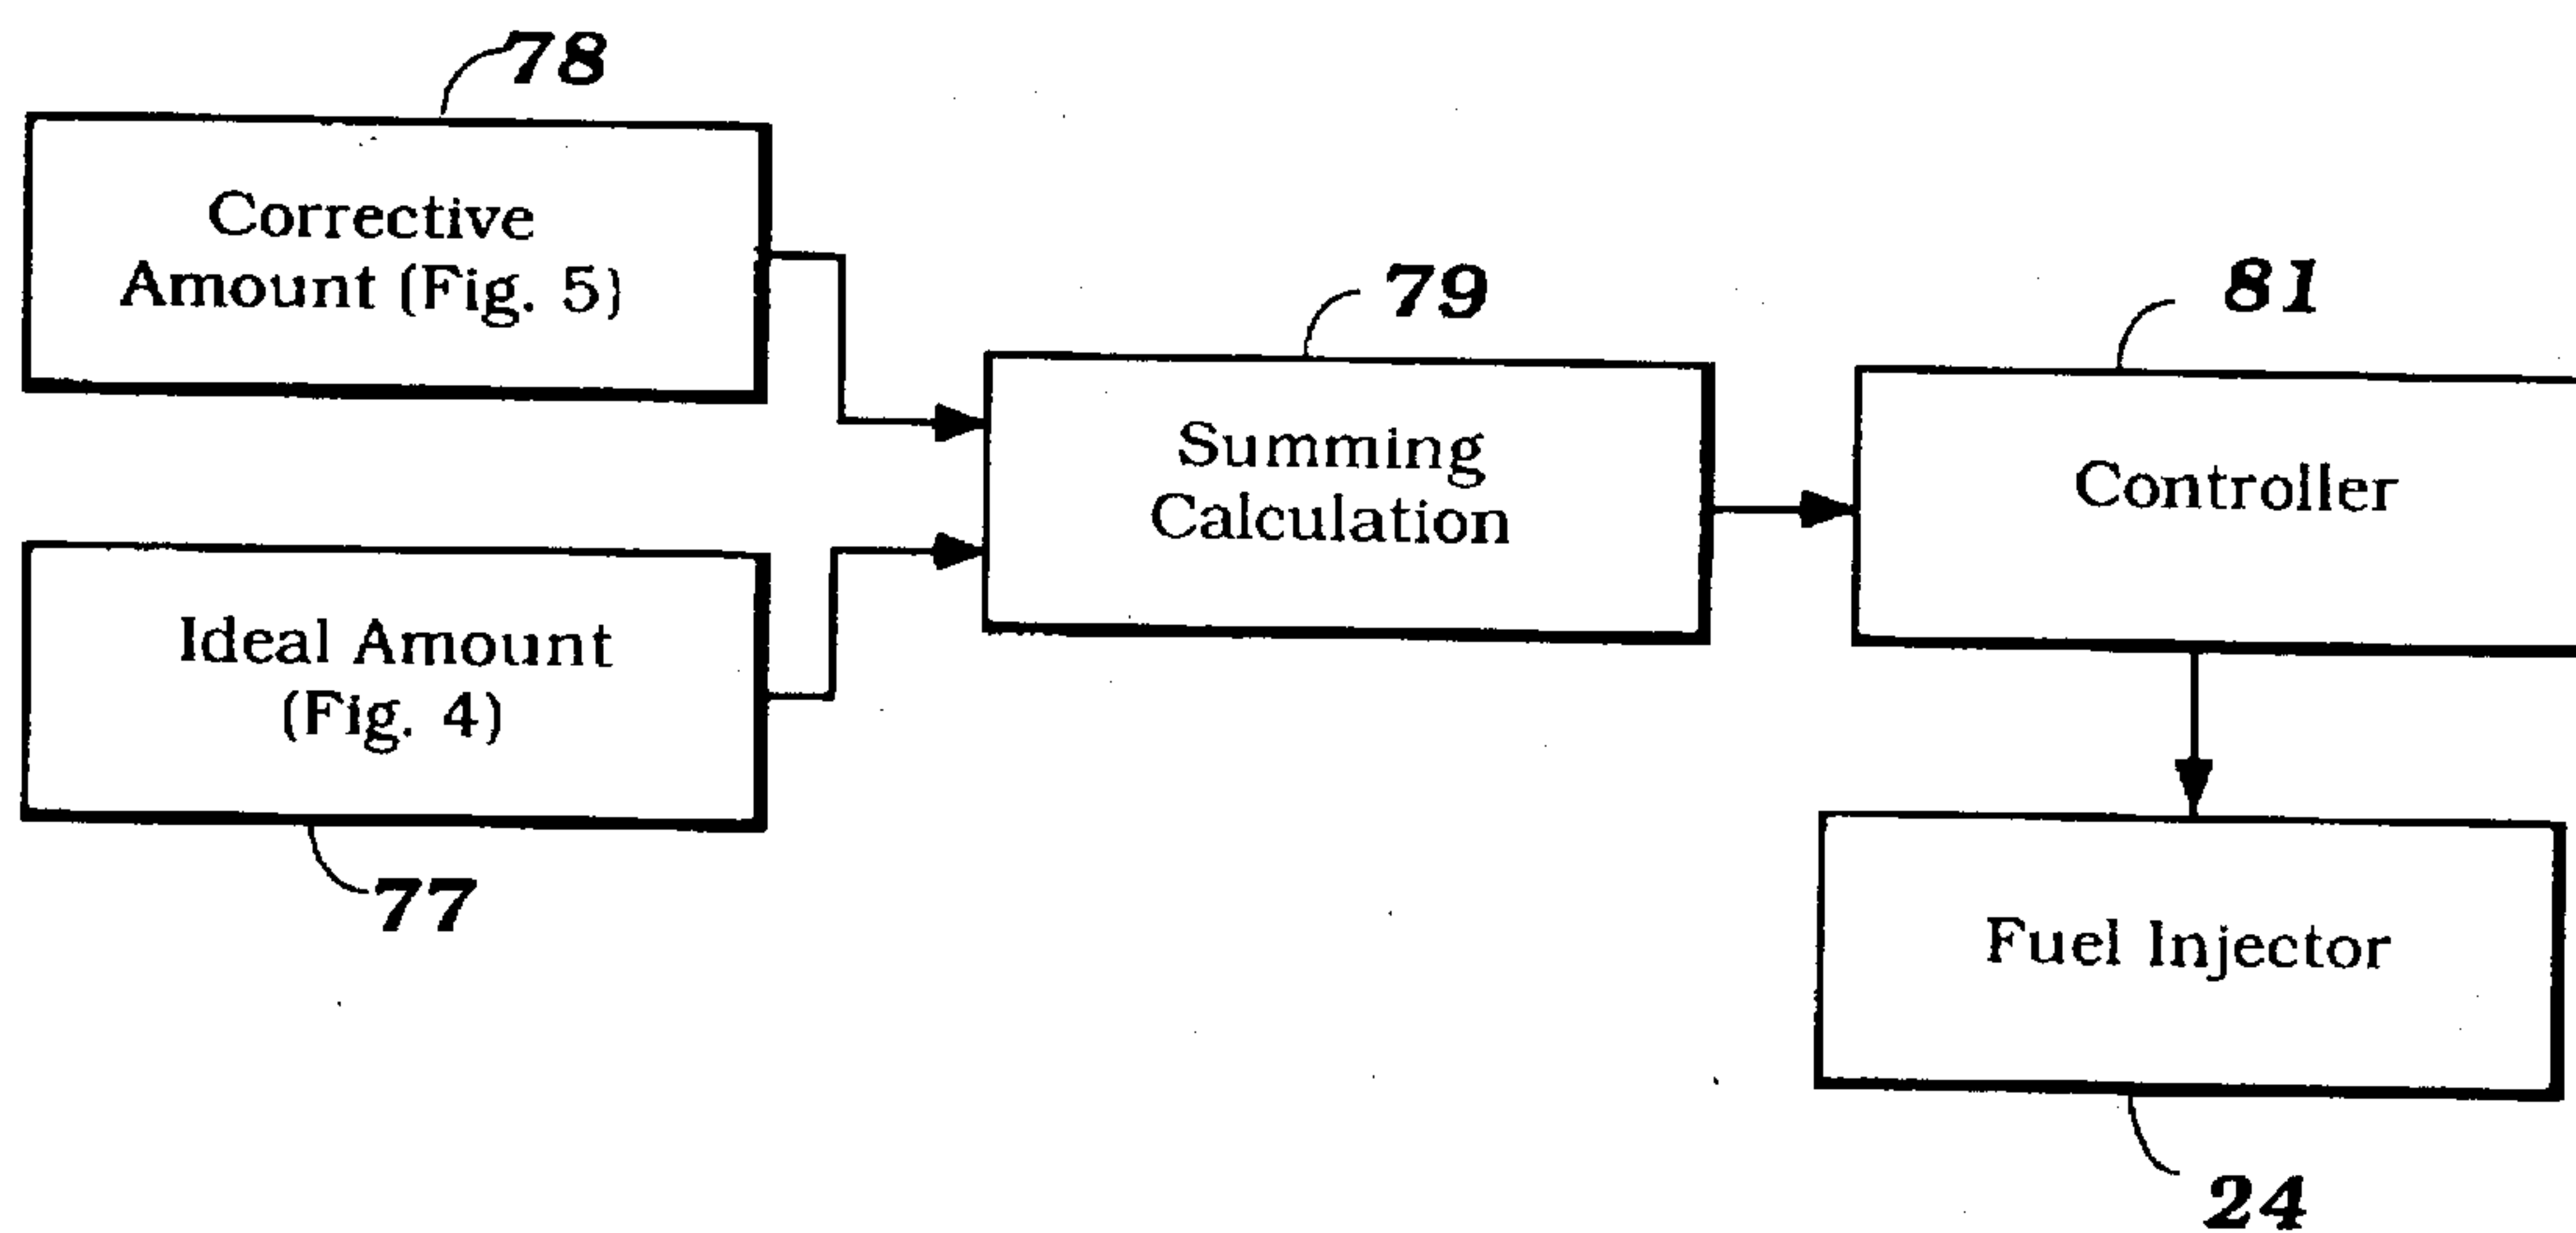 78
Corrective
Amount (Fig. 5)
79
81
Summing
Calculation
Controller
Ideal Amount
(Fig. 4)
77
Fuel Injector
24